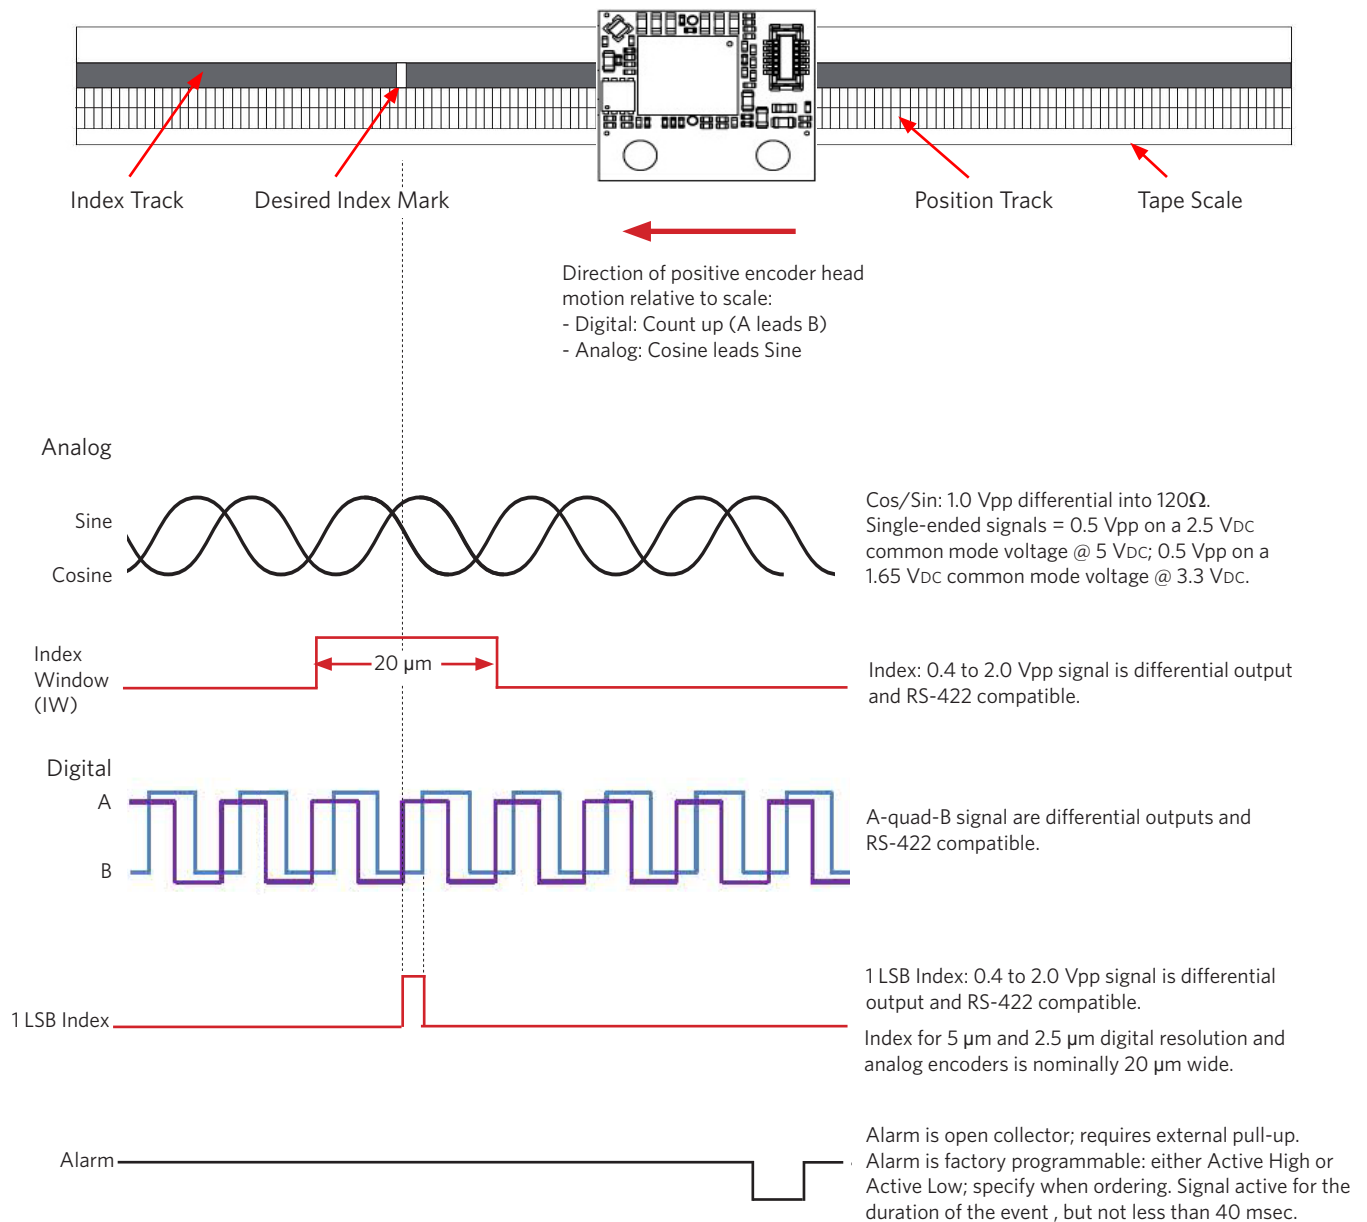 Index Track
Desired Index Mark
Position Track
Tape Scale
Direction of positive encoder head
motion relative to scale:
- Digital: Count up (A leads B)
- Analog: Cosine leads Sine
Analog
Sine
Cosine
Cos/Sin: 1.0 Vpp differential into 120Ω.
Single-ended signals = 0.5 Vpp on a 2.5 VDC
common mode voltage @ 5 VDC; 0.5 Vpp on a
1.65 VDC common mode voltage @ 3.3 VDC.
Index
Window
(IW)
20 μm
Index: 0.4 to 2.0 Vpp signal is differential output
and RS-422 compatible.
Digital
A
B
A-quad-B signal are differential outputs and
RS-422 compatible.
1 LSB Index
1 LSB Index: 0.4 to 2.0 Vpp signal is differential
output and RS-422 compatible.
Index for 5 μm and 2.5 μm digital resolution and
analog encoders is nominally 20 μm wide.
Alarm
Alarm is open collector; requires external pull-up.
Alarm is factory programmable: either Active High or
Active Low; specify when ordering. Signal active for the
duration of the event , but not less than 40 msec.